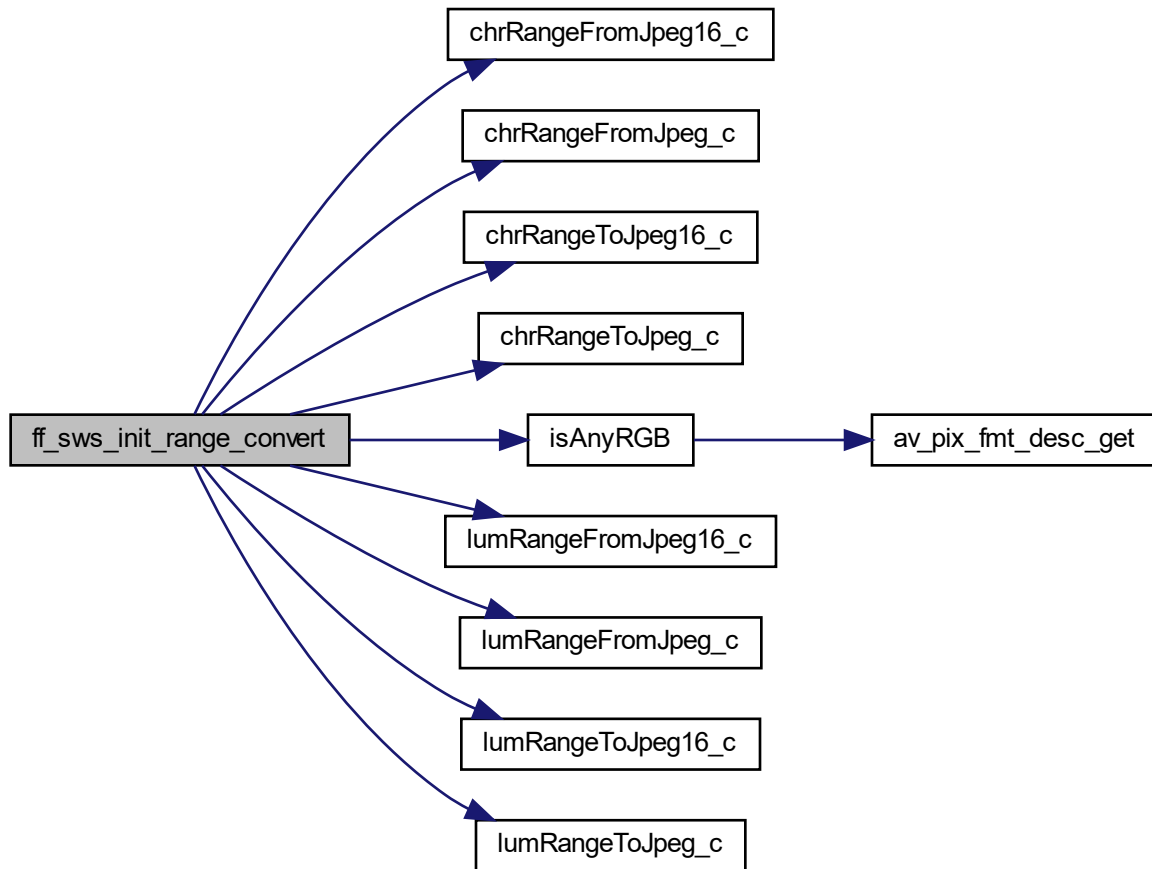 chrRangeFromJpeg16_c
chrRangeFromJpeg_c
chrRangeToJpeg16_c
chrRangeToJpeg_c
ff_sws_init_range_convert
isAnyRGB
av_pix_fmt_desc_get
lumRangeFromJpeg16_c
lumRangeFromJpeg_c
lumRangeToJpeg16_c
lumRangeToJpeg_c